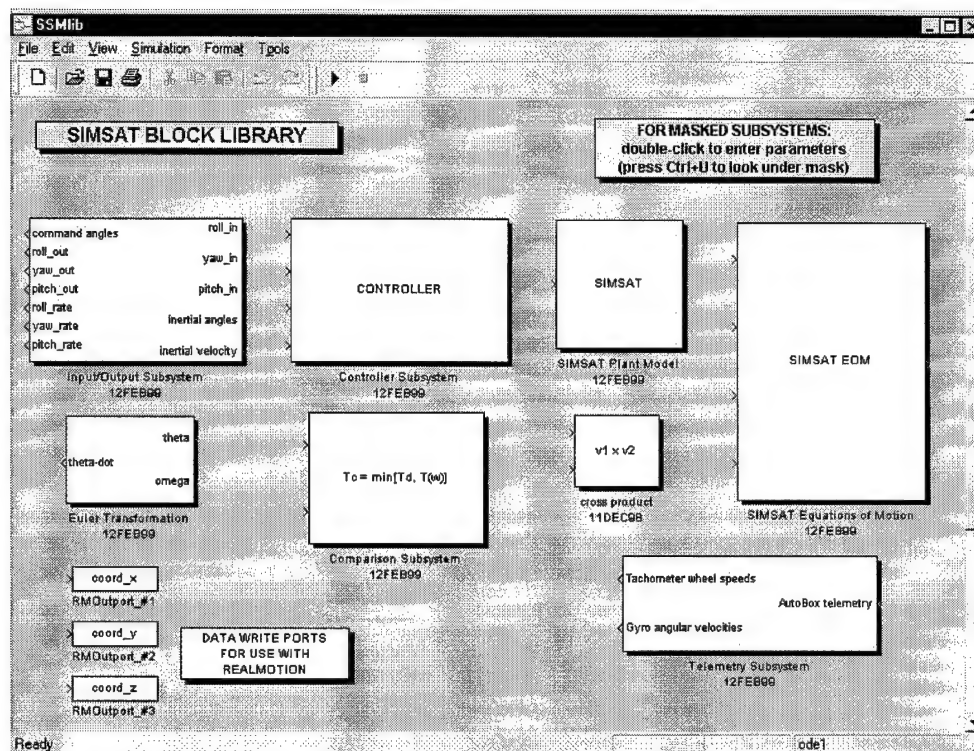 SSMlib
File Edit View Simulation Format Tools
SIMSAT BLOCK LIBRARY
FOR MASKED SUBSYSTEMS:
double-click to enter parameters
(press Ctrl+U to look under mask)
command angles
roll_out
yaw_out
pitch_out
roll_rate
yaw_rate
pitch_rate
roll_in
yaw_in
pitch_in
inertial angles
inertial velocity
Input/Output Subsystem
12FEB99
CONTROLLER
Controller Subsystem
12FEB99
SIMSAT
SIMSAT Plant Model
12FEB99
SIMSAT EOM
SIMSAT Equations of Motion
12FEB99
theta-dot
theta
omega
Euler Transformation
12FEB99
Tc = min[Td, T(w)]
Comparison Subsystem
12FEB99
v1 x v2
cross product
11DEC98
coord_x
RMOutport_#1
coord_y
RMOutport_#2
coord_z
RMOutport_#3
DATA WRITE PORTS
FOR USE WITH
REALMOTION
Tachometer wheel speeds
Gyro angular velocities
AutoBox telemetry
Telemetry Subsystem
12FEB99
Ready
ode1